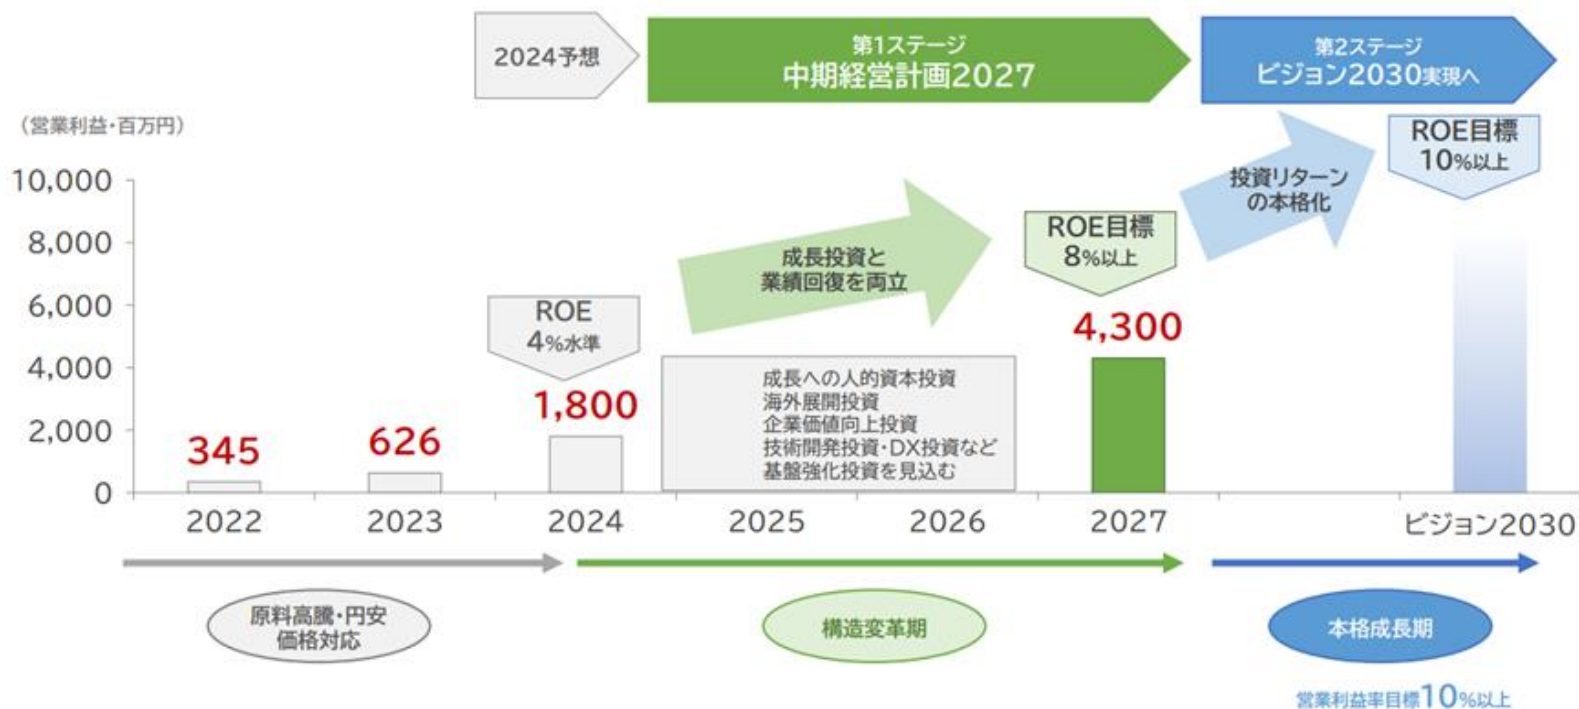 2024予想
第1ステージ
中期経営計画2027
第2ステージ
ビジョン2030実現へ
（営業利益・百万円）
10,000
8,000
6,000
4,000
2,000
0
ROE
4%水準
成長投資と
業績回復を両立
ROE目標
8%以上
投資リターン
の本格化
ROE目標
10%以上
345
626
1,800
4,300
成長への人的資本投資
海外展開投資
企業価値向上投資
技術開発投資・DX投資など
基盤強化投資を見込む
2022
2023
2024
2025
2026
2027
ビジョン2030
原料高騰・円安
価格対応
構造変革期
本格成長期
営業利益率目標10%以上